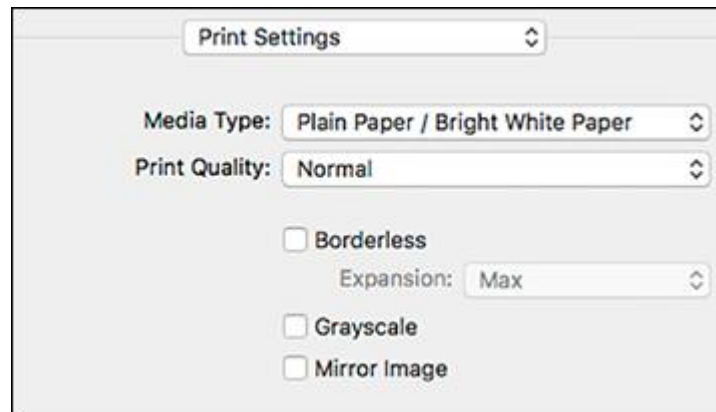 Print Settings
Media Type: Plain Paper / Bright White Paper
Print Quality: Normal
Borderless
Expansion: Max
Grayscale
Mirror Image